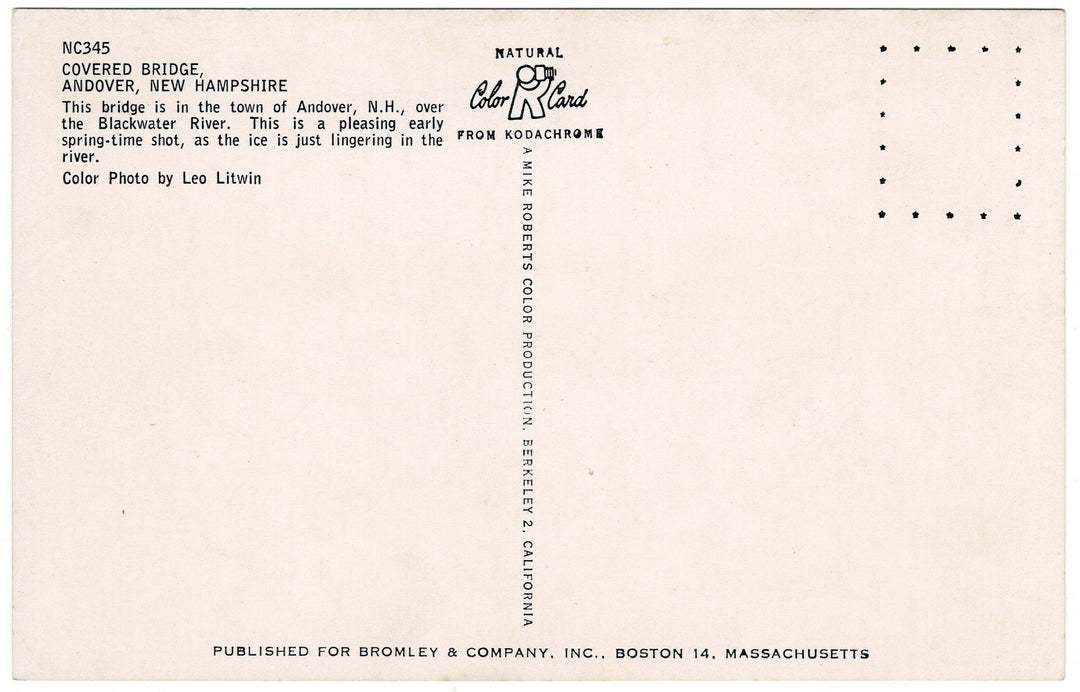 NC345
COVERED BRIDGE,
ANDOVER, NEW HAMPSHIRE
This bridge is in the town of Andover, N.H., over
the Blackwater River. This is a pleasing early
spring-time shot, as the ice is just lingering in the
river.
Color Photo by Leo Litwin
NATURAL
Color Card
FROM KODACHROME
A MIKE ROBERTS COLOR PRODUCTION, BERKELEY 2, CALIFORNIA
PUBLISHED FOR BROMLEY & COMPANY, INC., BOSTON 14, MASSACHUSETTS